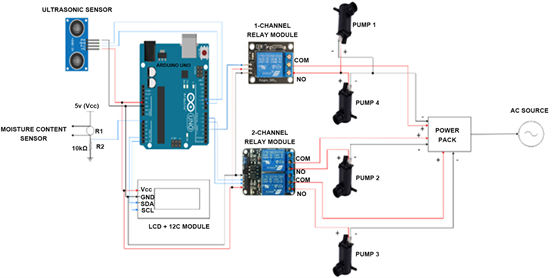 ULTRASONIC SENSOR
1-CHANNEL
RELAY MODULE
PUMP 1
ARDUINO UNO
COM
NO
5v (Vcc)
MOISTURE CONTENT
SENSOR
R1
10kΩ
R2
PUMP 4
AC SOURCE
POWER
PACK
2-CHANNEL
RELAY MODULE
COM
NO
COM
NO
PUMP 2
Vcc
GND
SDA
SCL
LCD + 12C MODULE
PUMP 3